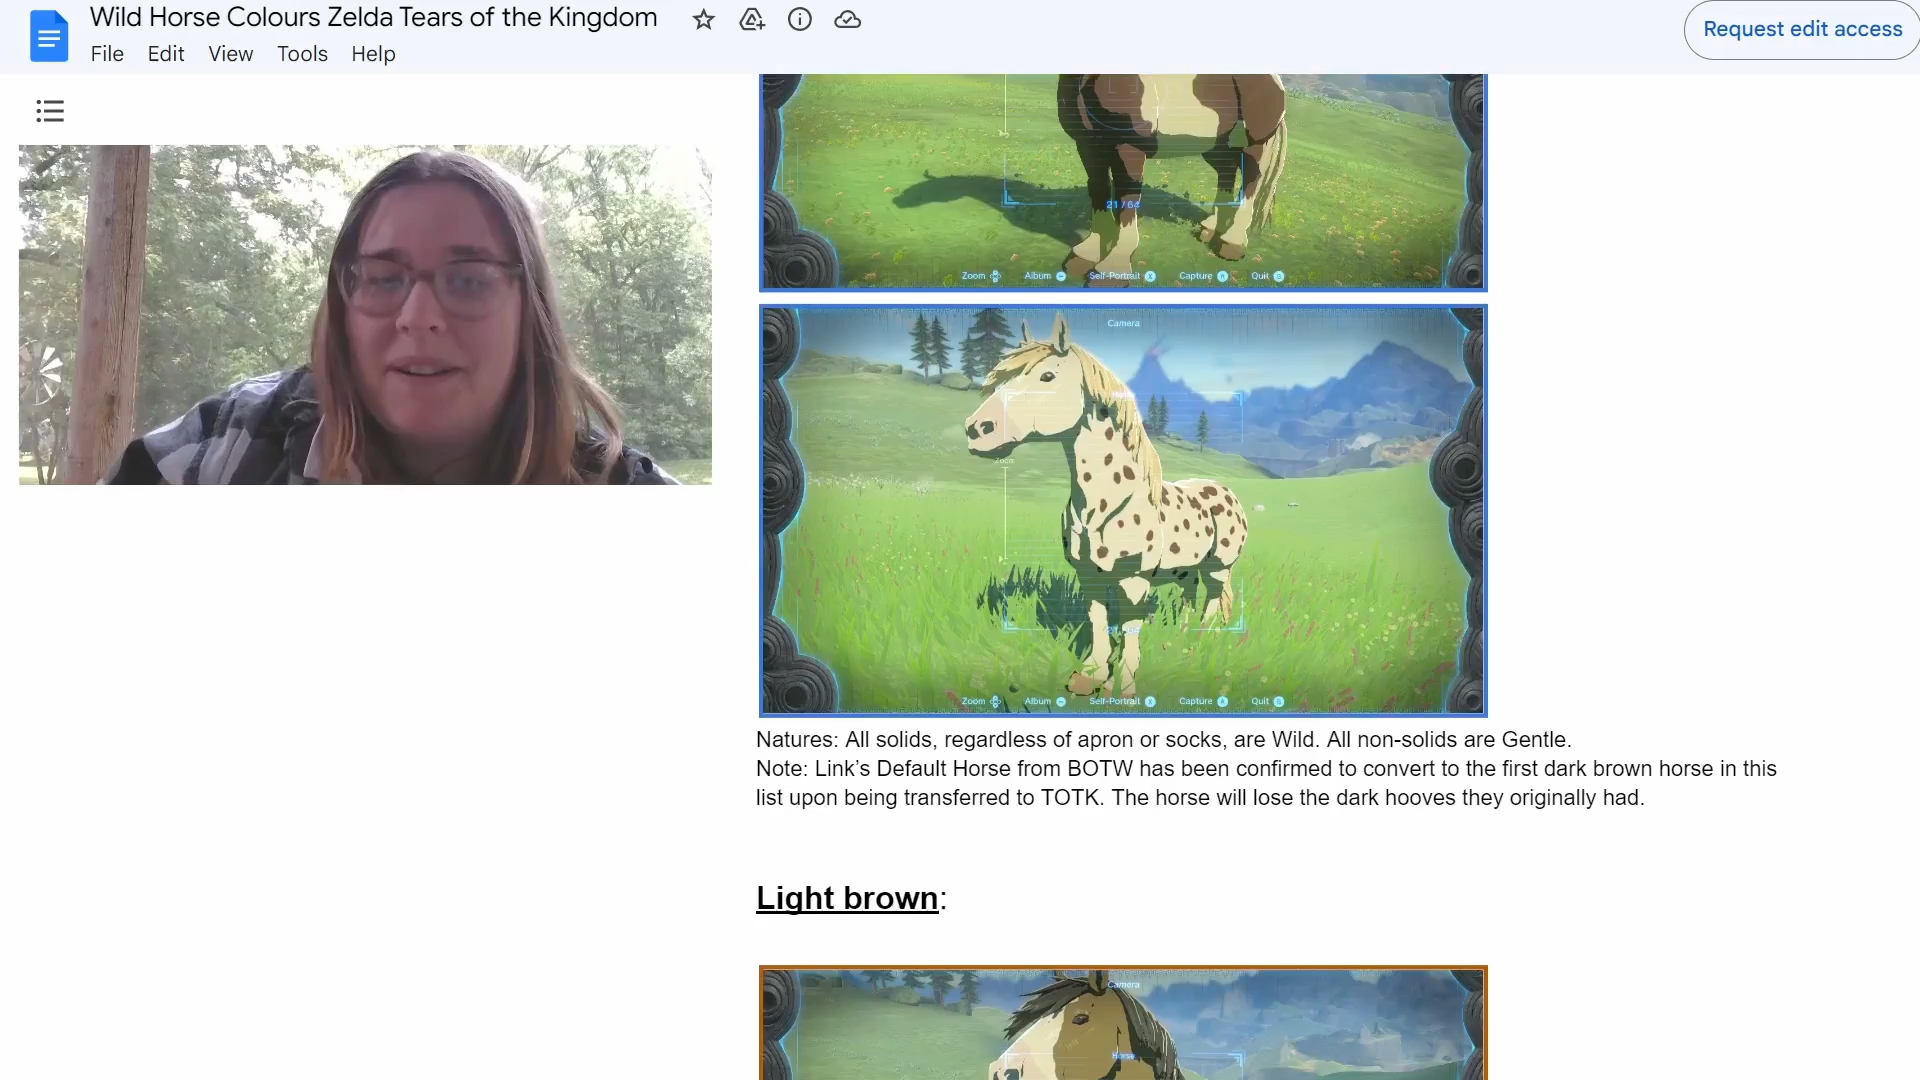 Wild Horse Colours Zelda Tears of the Kingdom
File Edit View Tools Help
Request edit access
21 / 64
Zoom Album Self-Portrait X Capture A Quit B
Camera
Zoom
Zoom Album Self-Portrait X Capture A Quit B
Natures: All solids, regardless of apron or socks, are Wild. All non-solids are Gentle.
Note: Link’s Default Horse from BOTW has been confirmed to convert to the first dark brown horse in this
list upon being transferred to TOTK. The horse will lose the dark hooves they originally had.
Light brown:
Camera
Horse